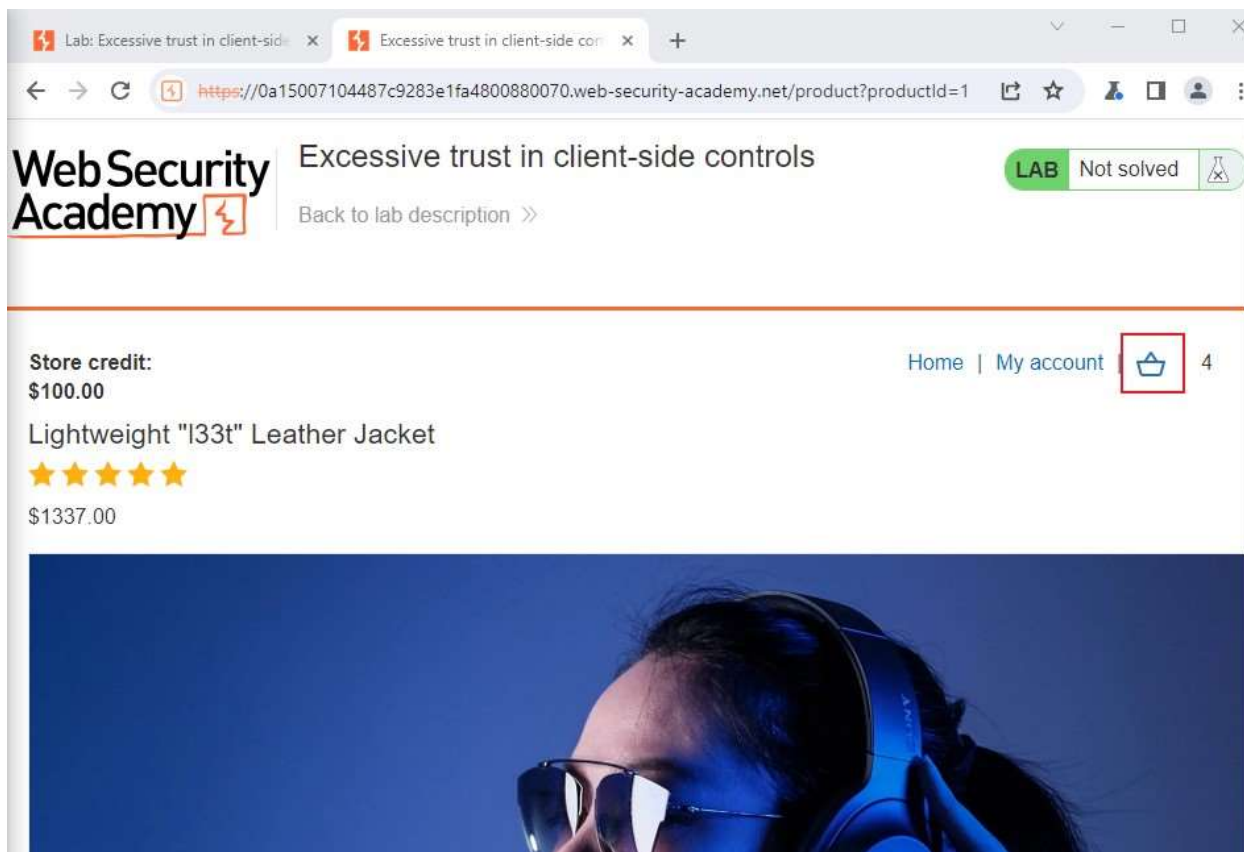 Lab: Excessive trust in client-side
Excessive trust in client-side con
https://0a15007104487c9283e1fa4800880070.web-security-academy.net/product?productId=1
Web Security
Academy
Excessive trust in client-side controls
Back to lab description
LAB Not solved
Store credit:
$100.00
Home | My account | 4
Lightweight "l33t" Leather Jacket
$1337.00